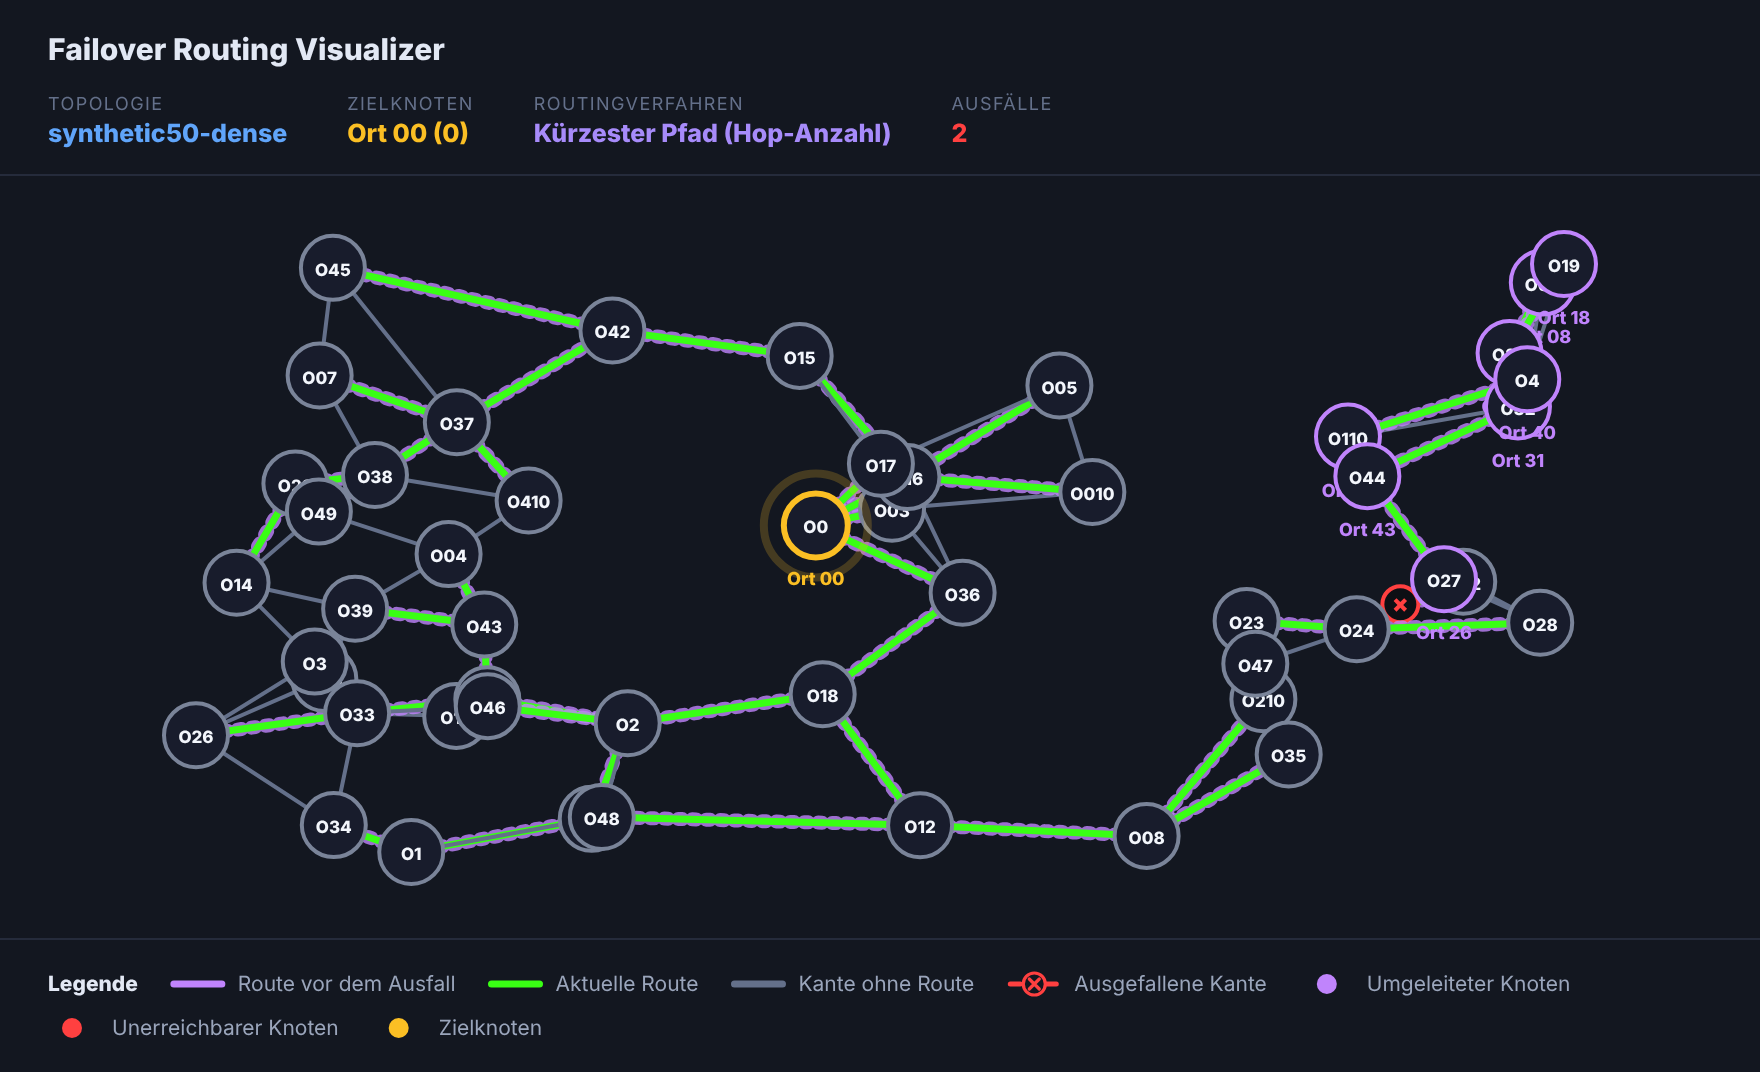 Failover Routing Visualizer
TOPOLOGIE
ZIELKNOTEN
ROUTINGVERFAHREN
AUSFÄLLE
synthetic50-dense
Ort 00 (0)
Kürzester Pfad (Hop-Anzahl)
2
O45
O42
O15
O07
O37
O38
O49
O410
O04
O14
O39
O43
O3
O33
O46
O26
O2
O34
O1
O48
O18
O12
O08
O36
O17
O03
O0
Ort 00
O05
O010
O19
Ort 18
08
O4
Ort 40
Ort 31
O110
O44
Ort 43
O27
Ort 26
O28
O23
O24
O47
O210
O35
Legende
Route vor dem Ausfall
Aktuelle Route
Kante ohne Route
Ausgefallene Kante
Umgeleiteter Knoten
Unerreichbarer Knoten
Zielknoten